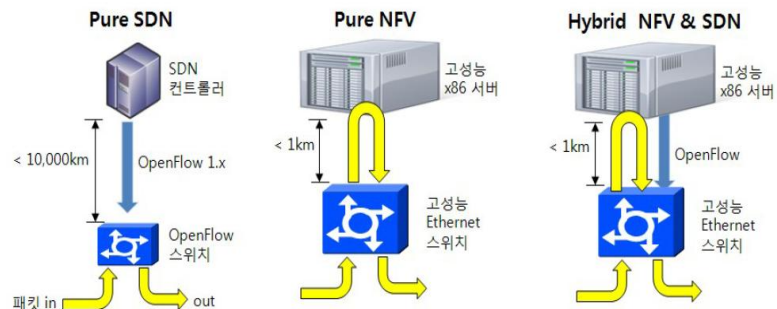 Pure SDN
SDN
컨트롤러
< 10,000km
OpenFlow 1.x
OpenFlow
스위치
패킷 in
out
Pure NFV
고성능
x86 서버
< 1km
고성능
Ethernet
스위치
Hybrid NFV & SDN
고성능
x86 서버
< 1km
OpenFlow
고성능
Ethernet
스위치